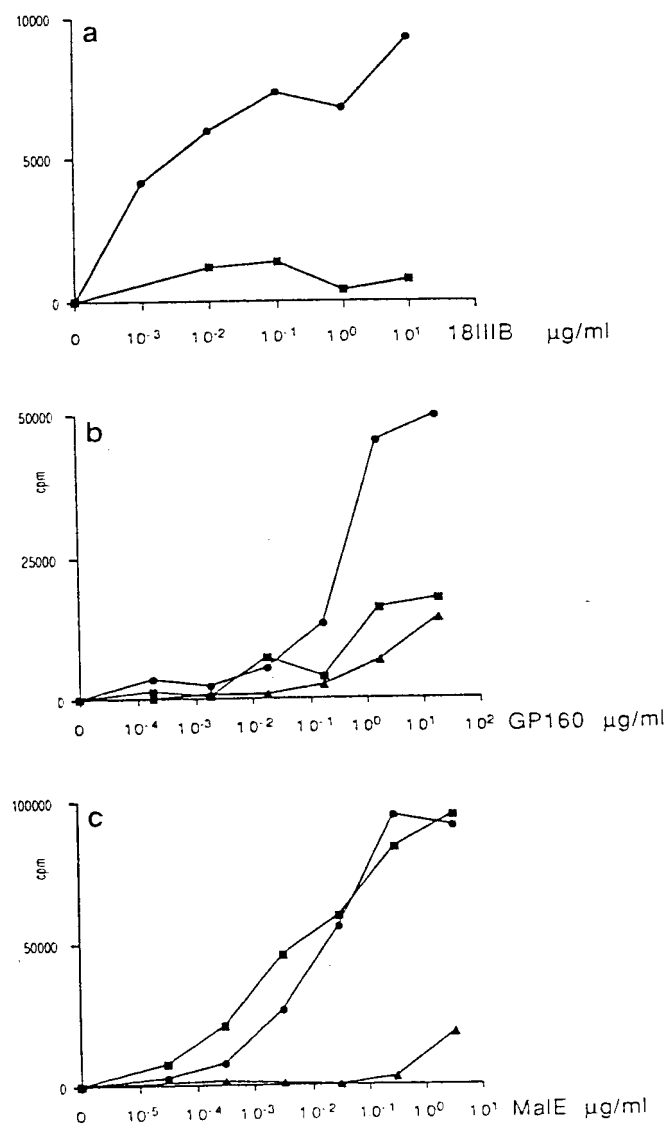 10000
a
5000
0
0 10⁻³ 10⁻² 10⁻¹ 10⁰ 10¹ 18IIIB µg/ml
50000
b
cpm
25000
0
0 10⁻⁴ 10⁻³ 10⁻² 10⁻¹ 10⁰ 10¹ 10² GP160 µg/ml
100000
c
cpm
50000
0
0 10⁻⁵ 10⁻⁴ 10⁻³ 10⁻² 10⁻¹ 10⁰ 10¹ MalE µg/ml